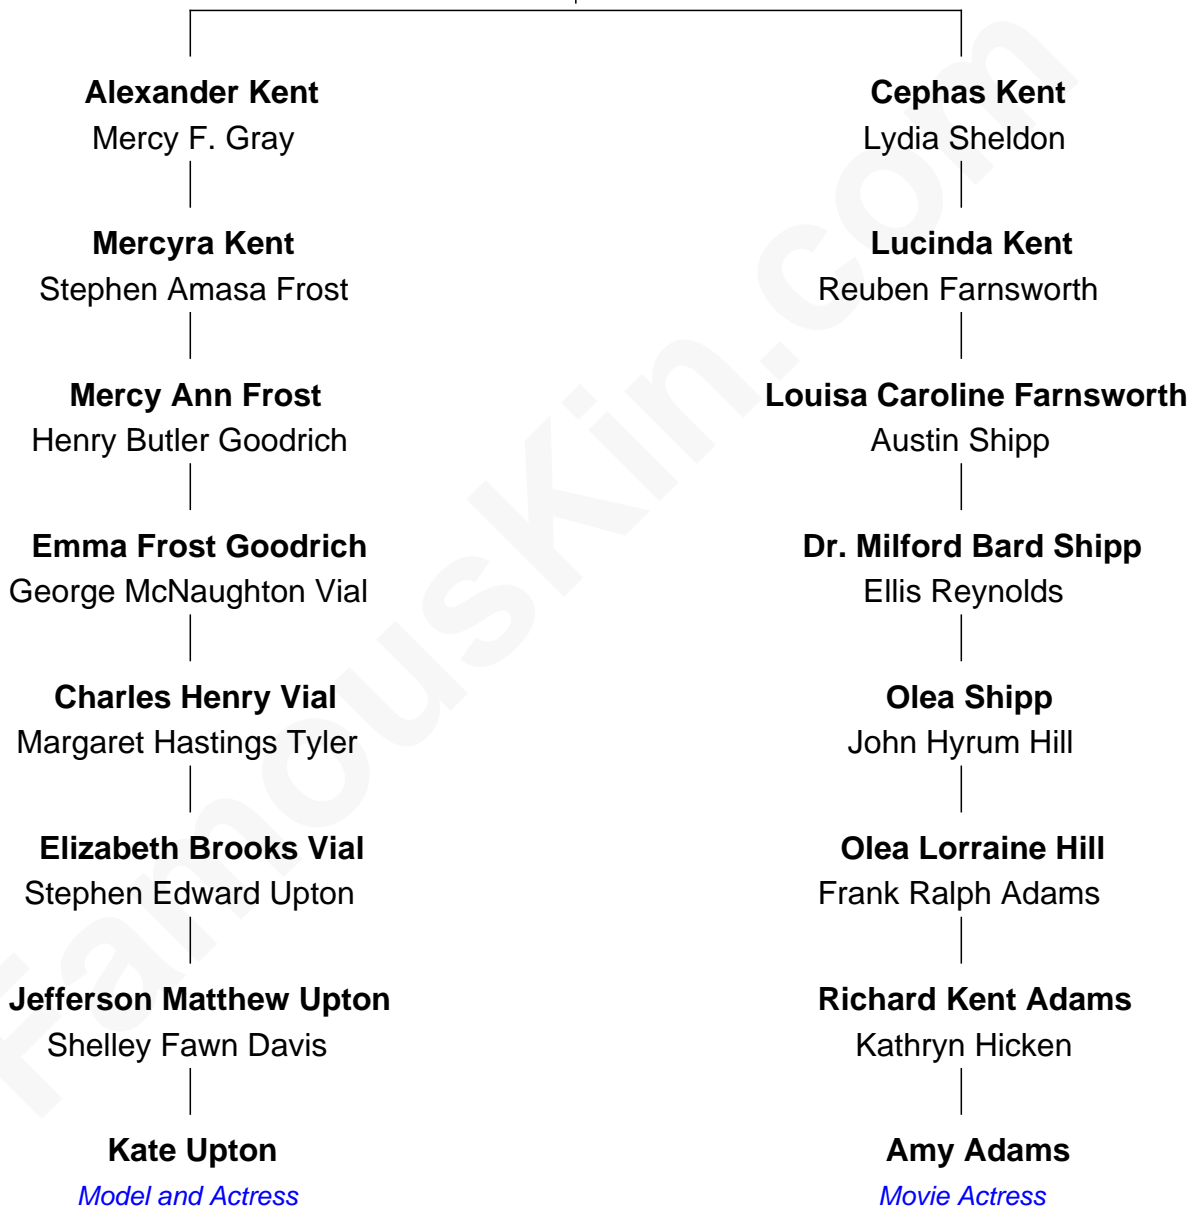 Alexander Kent
Mercy F. Gray
Mercyra Kent
Stephen Amasa Frost
Mercy Ann Frost
Henry Butler Goodrich
Emma Frost Goodrich
George McNaughton Vial
Charles Henry Vial
Margaret Hastings Tyler
Elizabeth Brooks Vial
Stephen Edward Upton
Jefferson Matthew Upton
Shelley Fawn Davis
Kate Upton
Model and Actress
Cephas Kent
Lydia Sheldon
Lucinda Kent
Reuben Farnsworth
Louisa Caroline Farnsworth
Austin Shipp
Dr. Milford Bard Shipp
Ellis Reynolds
Olea Shipp
John Hyrum Hill
Olea Lorraine Hill
Frank Ralph Adams
Richard Kent Adams
Kathryn Hicken
Amy Adams
Movie Actress
FamousKin.com